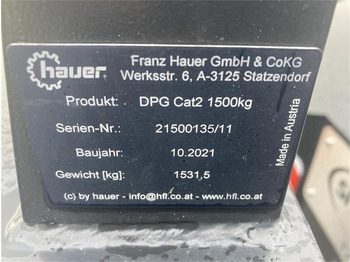 hauer
Franz Hauer GmbH & CoKG
Werksstr. 6, A-3125 Statzendorf
Produkt: DPG Cat2 1500kg
Serien-Nr.: 21500135/11
Baujahr: 10.2021
Gewicht [kg]: 1531,5
(c) by hauer - info@hfl.co.at - www.hfl.co.at
Made in Austria